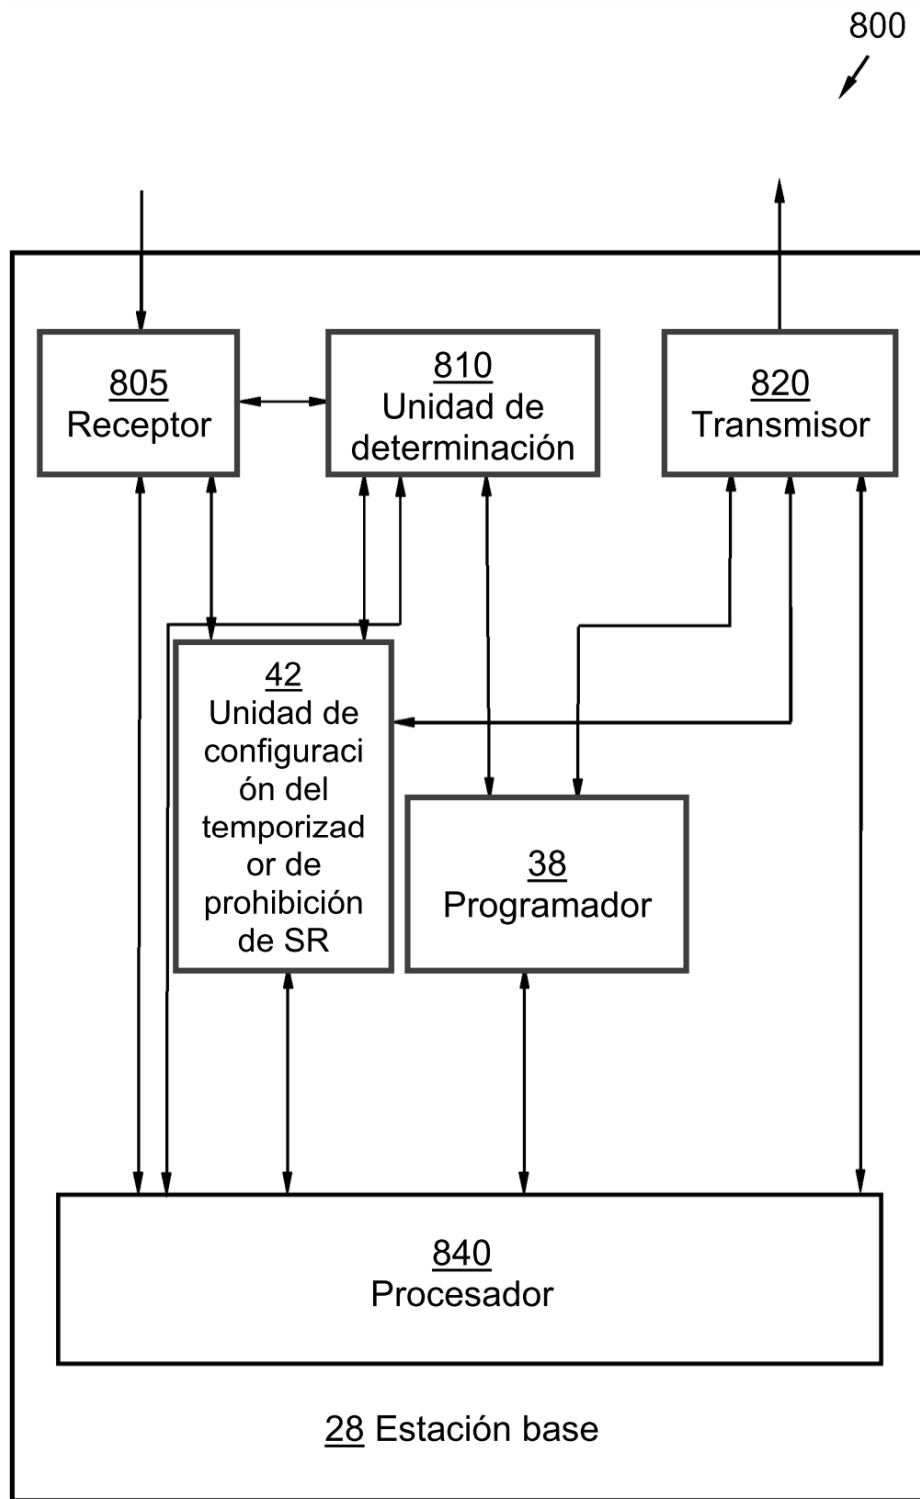 800
805
Receptor
810
Unidad de
determinación
820
Transmisor
42
Unidad de
configuraci
ón del
temporizad
or de
prohibición
de SR
38
Programador
840
Procesador
28 Estación base